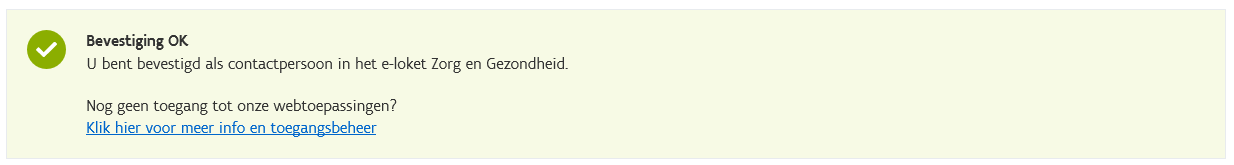 Bevestiging OK
U bent bevestigd als contactpersoon in het e-loket Zorg en Gezondheid.
Nog geen toegang tot onze webtoepassingen?
Klik hier voor meer info en toegangsbeheer